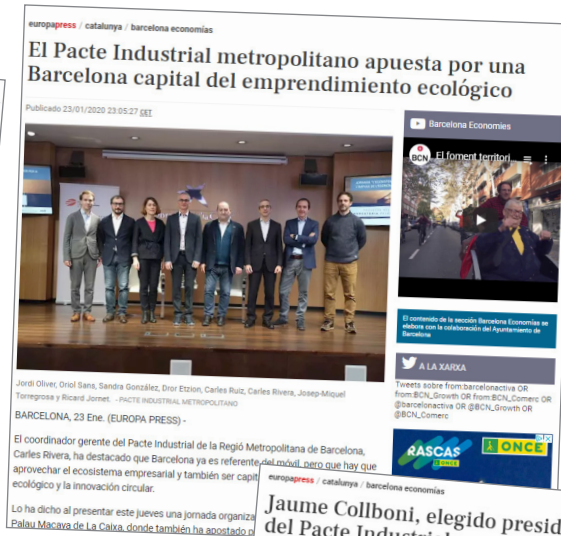 europapress / catalunya / barcelona economías
El Pacte Industrial metropolitano apuesta por una
Barcelona capital del emprendimiento ecológico
Publicado 23/01/2020 23:05:27 CET
Jordi Oliver, Oriol Sans, Sandra González, Dror Etzion, Carles Ruiz, Carles Rivera, Josep-Miquel
Torregrosa y Ricard Jornet. - PACTE INDUSTRIAL METROPOLITANO
BARCELONA, 23 Ene. (EUROPA PRESS) -
El coordinador gerente del Pacte Industrial de la Regió Metropolitana de Barcelona,
Carles Rivera, ha destacado que Barcelona ya es referente del móvil, pero que hay que
aprovechar el ecosistema empresarial y también ser capit
ecológico y la innovación circular.
Lo ha dicho al presentar este jueves una jornada organiza
Palau Macaya de La Caixa, donde también ha apostado p
Barcelona Economies
BCN
El foment territori
El contenido de la sección Barcelona Economías se
elabora con la colaboración del Ayuntamiento de
Barcelona
A LA XARXA
Tweets sobre from:barcelonactiva OR
from:BCN_Growth OR from:BCN_Comerc OR
@barcelonactiva OR @BCN_Growth OR
@BCN_Comerc
RASCAS
ONCE
europapress / catalunya / barcelona economías
Jaume Collboni, elegido presid
del Pacte Industri